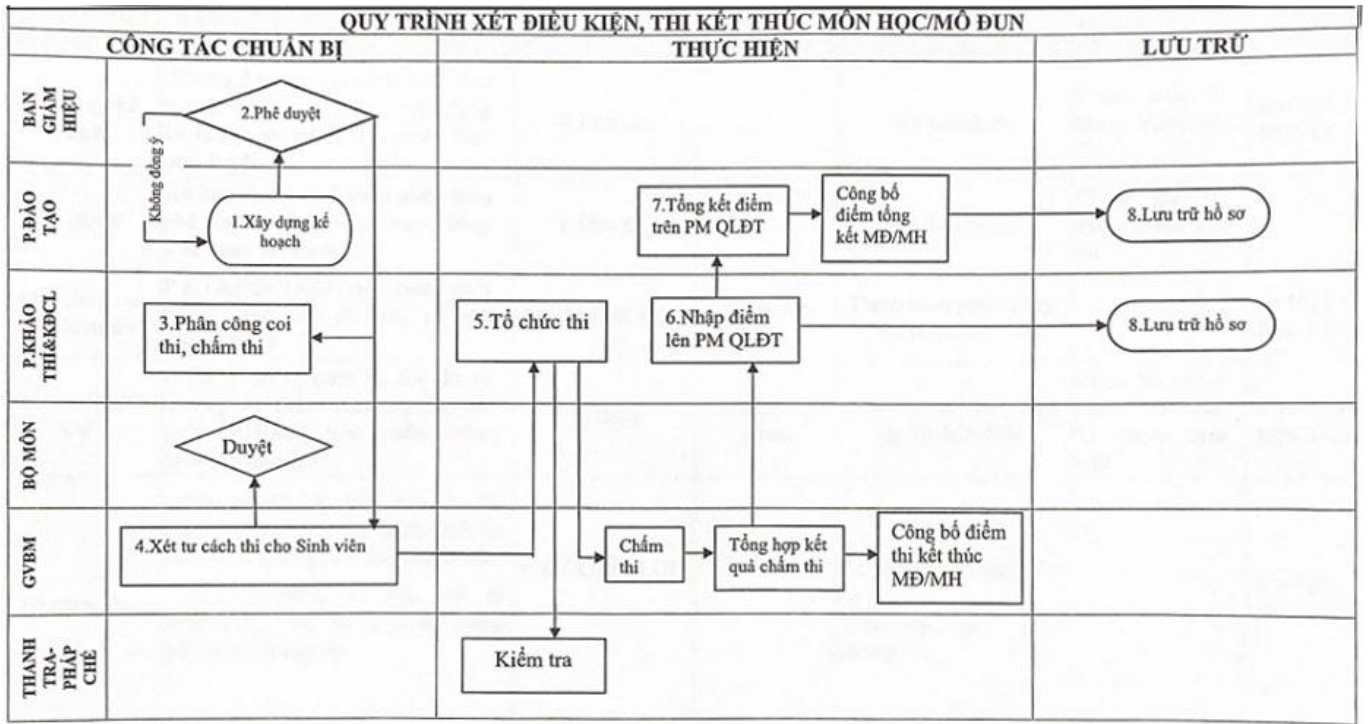 QUY TRÌNH XÉT ĐIỀU KIỆN, THI KẾT THÚC MÔN HỌC/MÔ ĐUN
CÔNG TÁC CHUẨN BỊ
THỰC HIỆN
LƯU TRỮ
BAN
GIÁM
HIỆU
2.Phê duyệt
Không đồng ý
P.ĐÀO
TẠO
1.Xây dựng kế
hoạch
7.Tổng kết điểm
trên PM QLĐT
Công bố
điểm tổng
kết MĐ/MH
8.Lưu trữ hồ sơ
P.KHẢO
THÍ&KĐCL
3.Phân công coi
thi, chấm thi
5.Tổ chức thi
6.Nhập điểm
lên PM QLĐT
8.Lưu trữ hồ sơ
BỘ MÔN
Duyệt
GVBM
4.Xét tư cách thi cho Sinh viên
Chấm
thi
Tổng hợp kết
quả chấm thi
Công bố điểm
thi kết thúc
MĐ/MH
THANH
TRA-
PHÁP
CHẾ
Kiểm tra